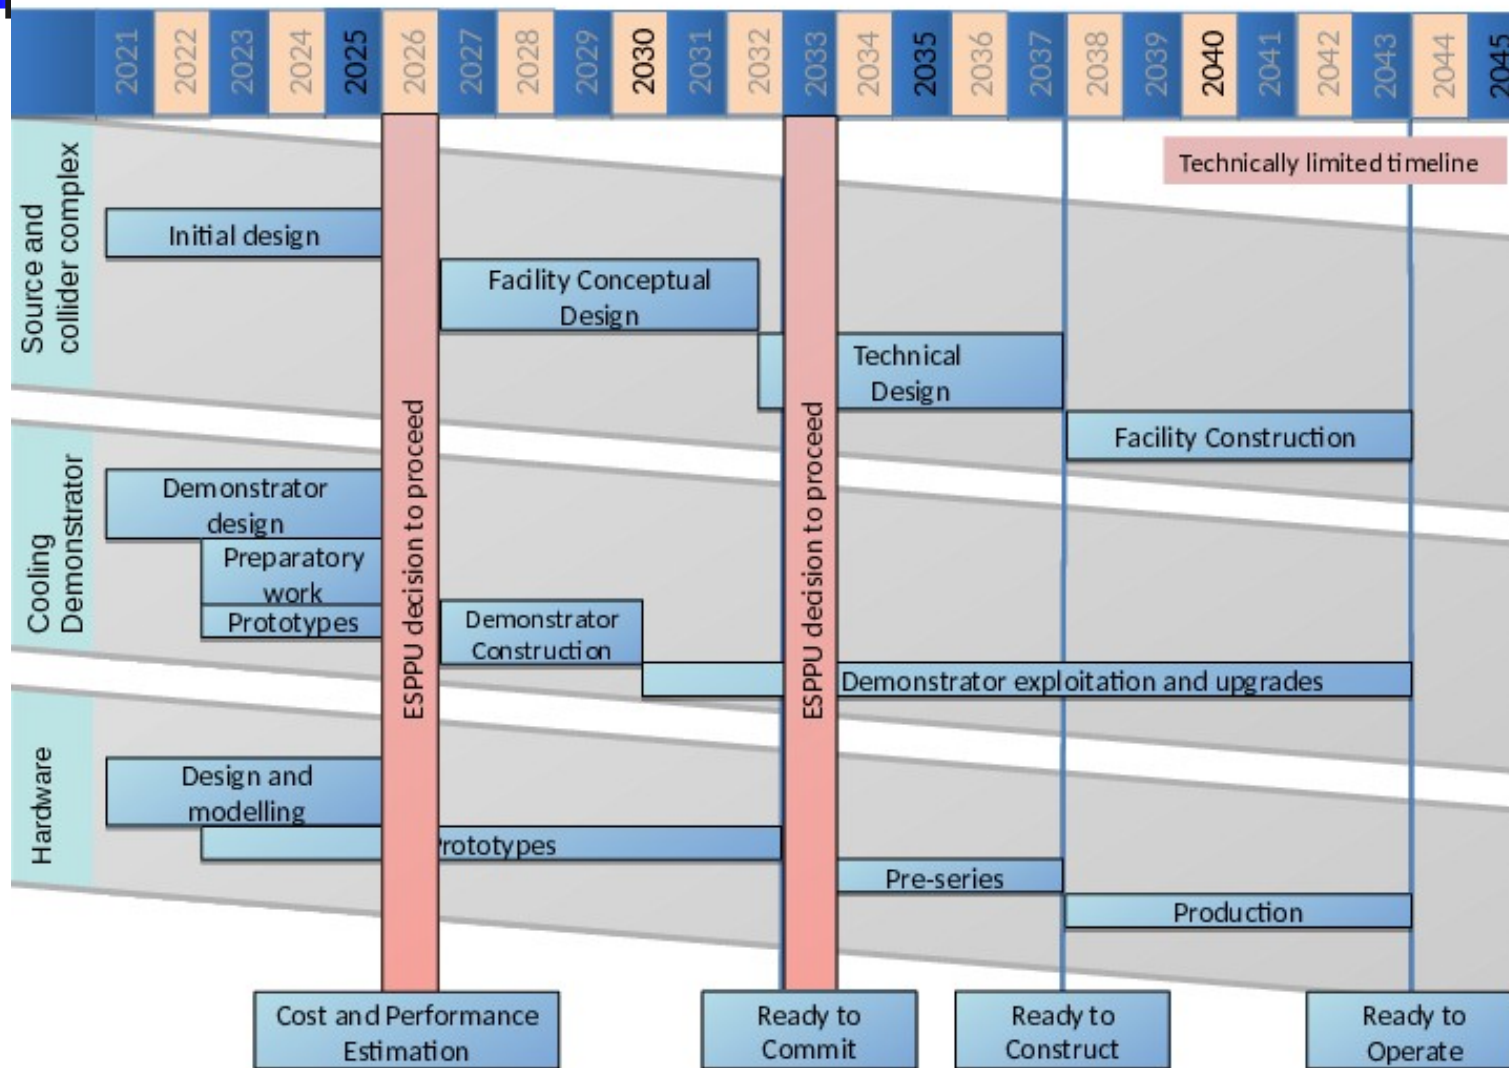 2021 2022 2023 2024 2025 2026 2027 2028 2029 2030 2031 2032 2033 2034 2035 2036 2037 2038 2039 2040 2041 2042 2043 2044 2045
Technically limited timeline
Source and
collider complex
Initial design
Facility Conceptual
Design
Technical
Design
Facility Construction
ESPPU decision to proceed
ESPPU decision to proceed
Cooling
Demonstrator
Demonstrator
design
Preparatory
work
Prototypes
Demonstrator
Construction
Demonstrator exploitation and upgrades
Hardware
Design and
modelling
rototypes
Pre-series
Production
Cost and Performance
Estimation
Ready to
Commit
Ready to
Construct
Ready to
Operate